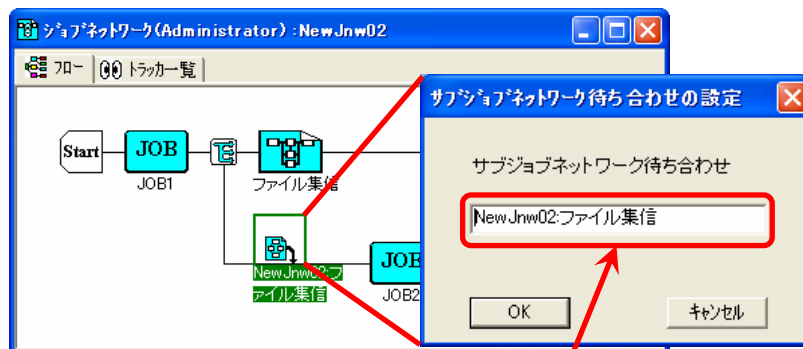 ジョブネットワーク(Administrator):NewJnw02
フロー
トラッカ一覧
サブジョブネットワーク待ち合わせの設定
Start
JOB
JOB1
ファイル集信
サブジョブネットワーク待ち合わせ
NewJnw02:ファイル集信
NewJnw02:フ
ァイル集信
JOB
JOB2
OK
キャンセル